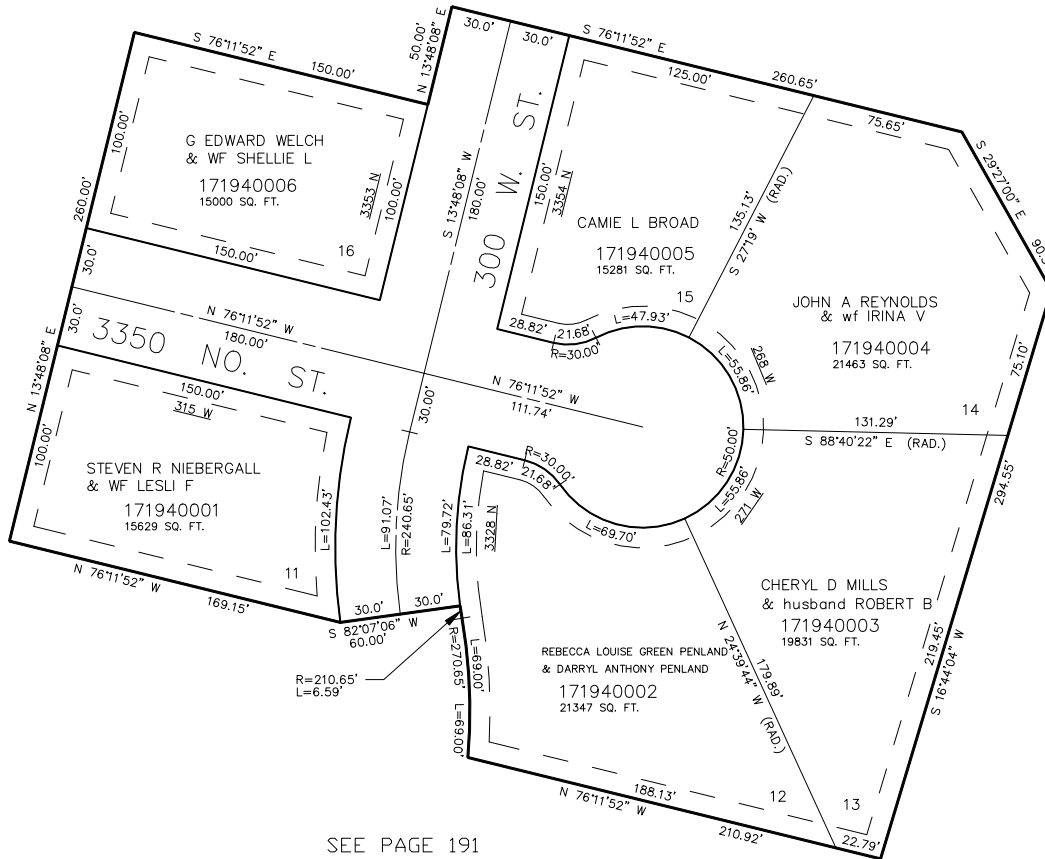 S 76°11'52" E
150.00'
50.00'
N 13°48'08" E
30.0'
30.0'
S 76°11'52" E
125.00'
260.65'
75.65'
S 29°27'00" E
100.00'
G EDWARD WELCH
& WF SHELLIE L
171940006
15000 SQ. FT.
3353 N
100.00'
16
150.00'
260.00'
30.0'
30.0'
N 13°48'08" E
S 13°48'08" W
180.00'
300 W. ST.
150.00'
3354 N
CAMIE L BROAD
171940005
15281 SQ. FT.
15
135.13'
S 27°19' W (RAD.)
JOHN A REYNOLDS
& wf IRINA V
171940004
21463 SQ. FT.
14
75.10'
28.82'
21.68'
R=30.00'
L=47.93'
L=55.86'
268 W
N 76°11'52" W
180.00'
3350 NO. ST.
N 76°11'52" W
111.74'
30.00'
131.29'
S 88°40'22" E (RAD.)
R=50.00'
L=55.86'
271 W
294.55'
150.00'
315 W
100.00'
STEVEN R NIEBERGALL
& WF LESLI F
171940001
15629 SQ. FT.
11
L=102.43'
L=91.07'
R=240.65'
28.82'
21.68'
R=30.00'
L=69.70'
L=79.72'
L=86.31'
3328 N
N 76°11'52" W
169.15'
30.0'
30.0'
S 82°07'06" W
60.00'
R=210.65'
L=6.59'
R=270.65'
L=69.00'
L=69.00'
REBECCA LOUISE GREEN PENLAND
& DARRYL ANTHONY PENLAND
171940002
21347 SQ. FT.
12
N 24°39'44" W (RAD.)
179.89'
CHERYL D MILLS
& husband ROBERT B
171940003
19831 SQ. FT.
13
219.45'
S 16°44'04" W
188.13'
N 76°11'52" W
210.92'
22.79'
SEE PAGE 191